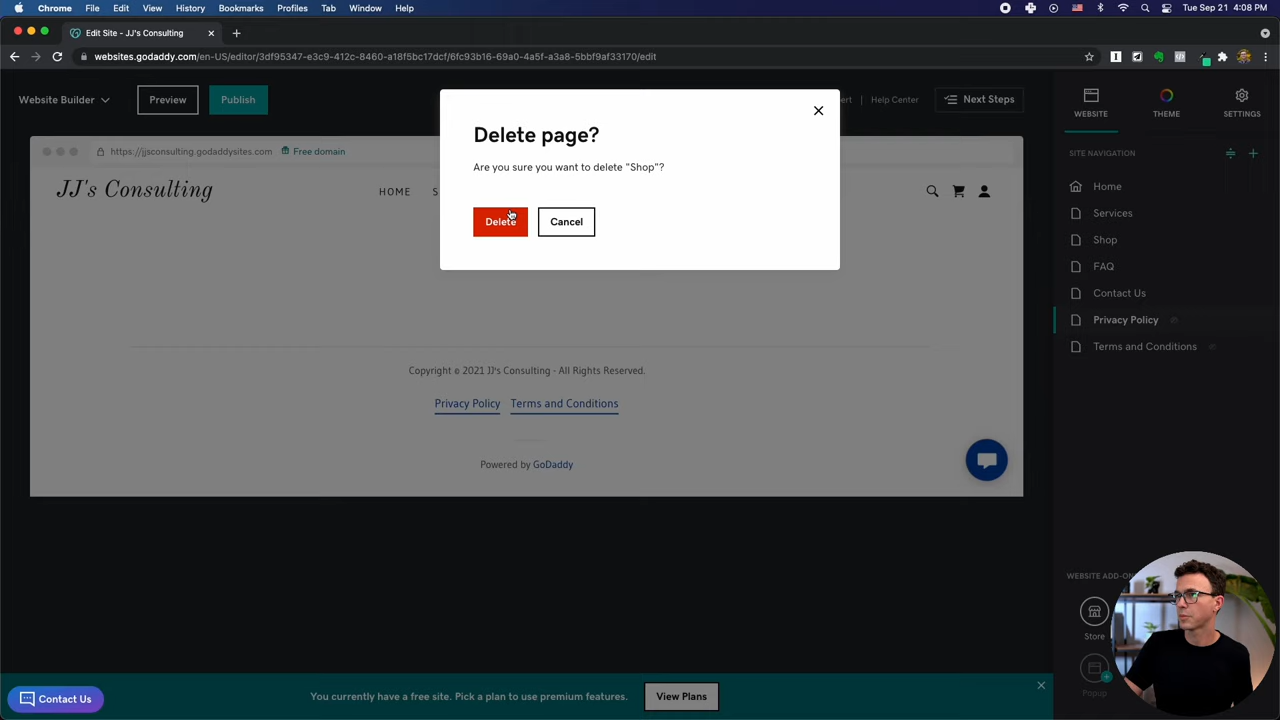 Chrome File Edit View History Bookmarks Profiles Tab Window Help
Tue Sep 21 4:08 PM
Edit Site - JJ's Consulting
websites.godaddy.com/en-US/editor/3df95347-e3c9-412c-8460-a18f5bc17dcf/6fc93b16-69a0-4a5f-a3a8-5bbf9af33170/edit
Website Builder
Preview
Publish
Help Center
Next Steps
WEBSITE
THEME
SETTINGS
Delete page?
Are you sure you want to delete "Shop"?
Delete
Cancel
https://jjsconsulting.godaddysites.com
Free domain
JJ's Consulting
HOME
SITE NAVIGATION
Home
Services
Shop
FAQ
Contact Us
Privacy Policy
Terms and Conditions
Copyright © 2021 JJ's Consulting - All Rights Reserved.
Privacy Policy
Terms and Conditions
Powered by GoDaddy
WEBSITE ADD-ON
Store
Popup
You currently have a free site. Pick a plan to use premium features.
View Plans
Contact Us